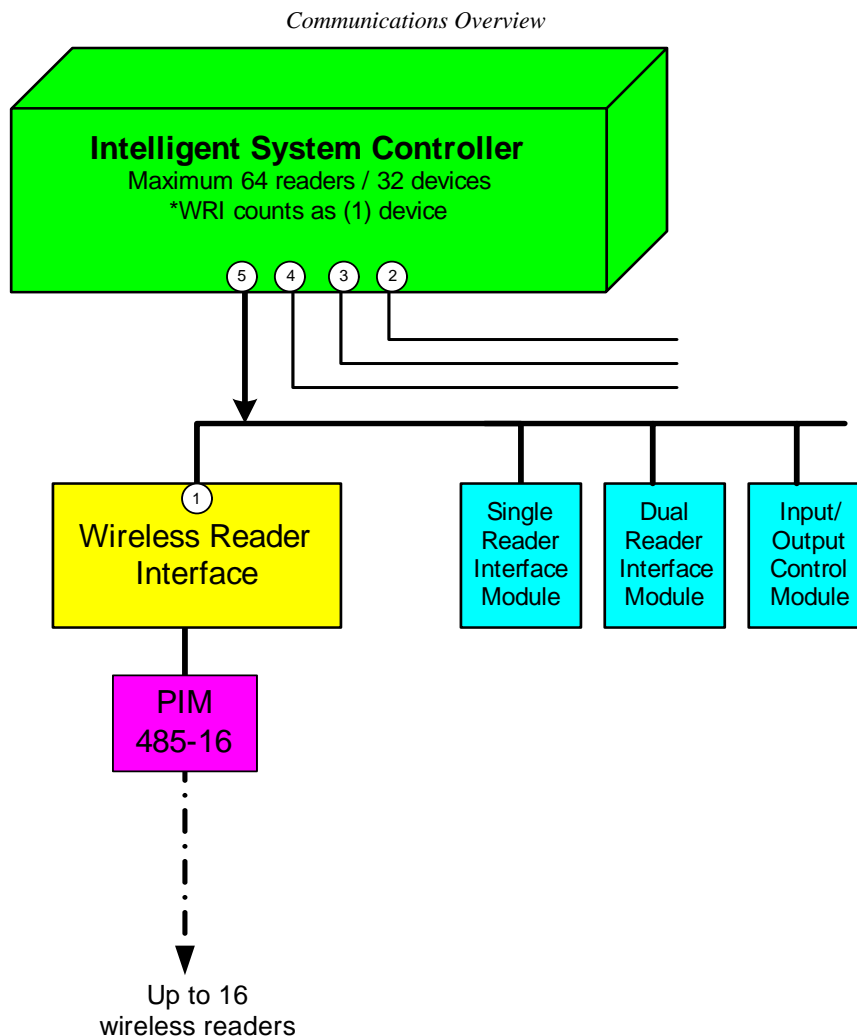 Communications Overview
Intelligent System Controller
Maximum 64 readers / 32 devices
*WRI counts as (1) device
5 4 3 2
1
Wireless Reader
Interface
Single
Reader
Interface
Module
Dual
Reader
Interface
Module
Input/
Output
Control
Module
PIM
485-16
Up to 16
wireless readers